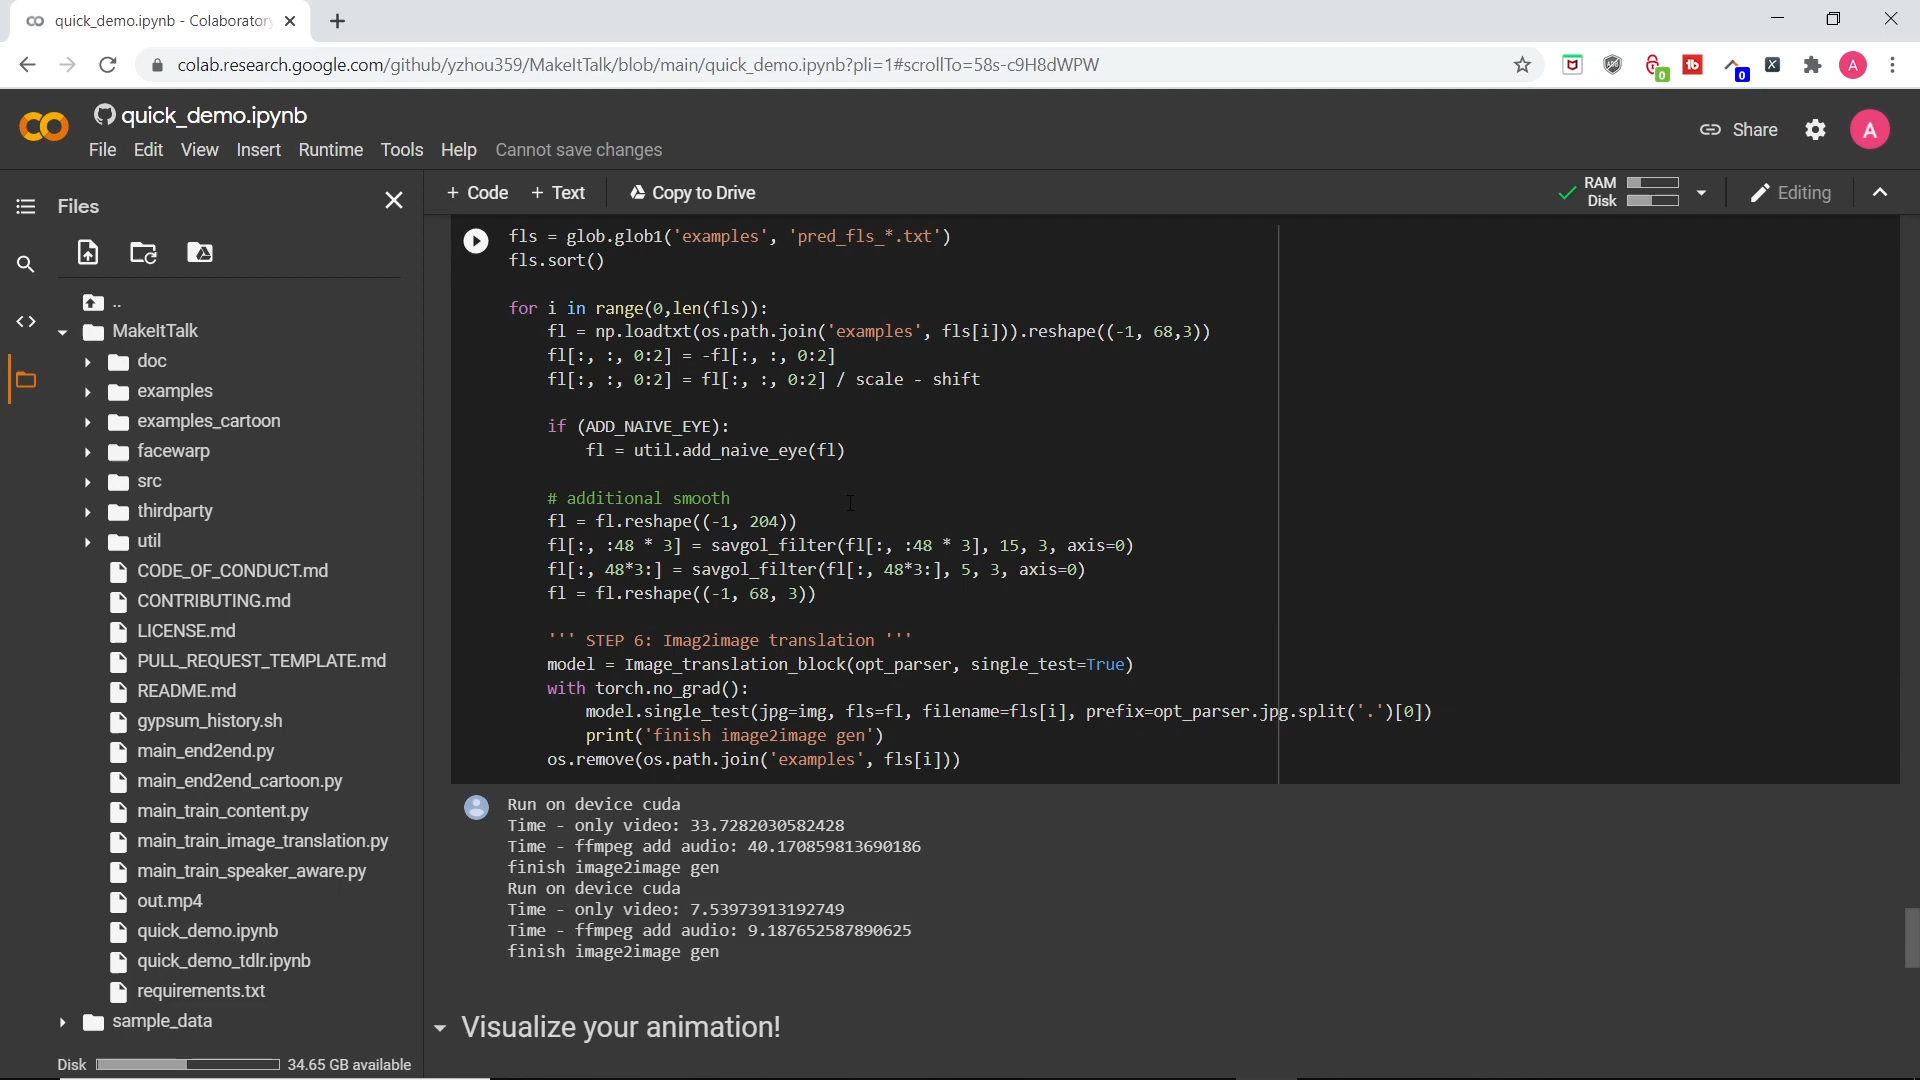 quick_demo.ipynb - Colaboratory
colab.research.google.com/github/yzhou359/MakeItTalk/blob/main/quick_demo.ipynb?pli=1#scrollTo=58s-c9H8dWPW
0
tb
0
X
A
quick_demo.ipynb
File Edit View Insert Runtime Tools Help Cannot save changes
Share
A
Files
+ Code + Text Copy to Drive
RAM
Disk
Editing
..
MakeItTalk
doc
examples
examples_cartoon
facewarp
src
thirdparty
util
CODE_OF_CONDUCT.md
CONTRIBUTING.md
LICENSE.md
PULL_REQUEST_TEMPLATE.md
README.md
gypsum_history.sh
main_end2end.py
main_end2end_cartoon.py
main_train_content.py
main_train_image_translation.py
main_train_speaker_aware.py
out.mp4
quick_demo.ipynb
quick_demo_tdlr.ipynb
requirements.txt
sample_data
Disk 34.65 GB available
fls = glob.glob1('examples', 'pred_fls_*.txt')
fls.sort()
for i in range(0,len(fls)):
fl = np.loadtxt(os.path.join('examples', fls[i])).reshape((-1, 68,3))
fl[:, :, 0:2] = -fl[:, :, 0:2]
fl[:, :, 0:2] = fl[:, :, 0:2] / scale - shift
if (ADD_NAIVE_EYE):
fl = util.add_naive_eye(fl)
# additional smooth
fl = fl.reshape((-1, 204))
fl[:, :48 * 3] = savgol_filter(fl[:, :48 * 3], 15, 3, axis=0)
fl[:, 48*3:] = savgol_filter(fl[:, 48*3:], 5, 3, axis=0)
fl = fl.reshape((-1, 68, 3))
''' STEP 6: Imag2image translation '''
model = Image_translation_block(opt_parser, single_test=True)
with torch.no_grad():
model.single_test(jpg=img, fls=fl, filename=fls[i], prefix=opt_parser.jpg.split('.')[0])
print('finish image2image gen')
os.remove(os.path.join('examples', fls[i]))
Run on device cuda
Time - only video: 33.7282030582428
Time - ffmpeg add audio: 40.170859813690186
finish image2image gen
Run on device cuda
Time - only video: 7.53973913192749
Time - ffmpeg add audio: 9.187652587890625
finish image2image gen
Visualize your animation!